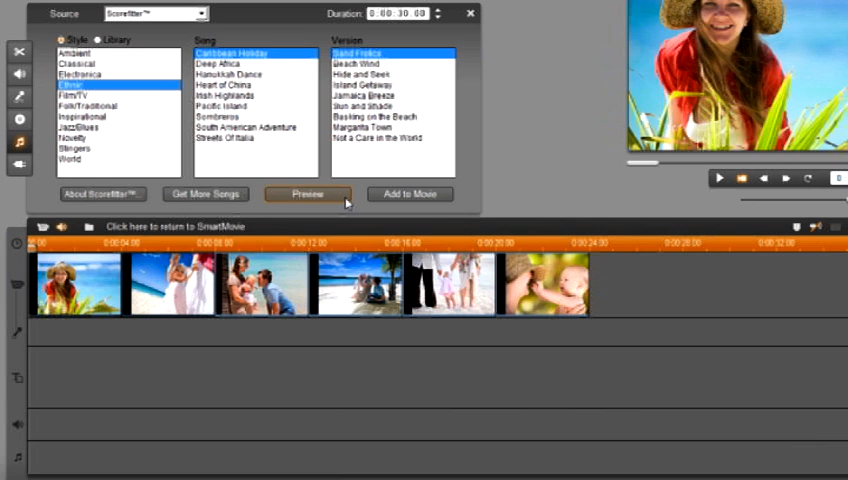 Source Scorefitter™ Duration: 0:00:30.00
Style Library Song Version
Ambient Caribbean Holiday Sand Frolics
Classical Deep Africa Beach Wind
Electronica Hanukkah Dance Hide and Seek
Ethnic Heart of China Island Getaway
Film/TV Irish Highlands Jamaica Breeze
Folk/Traditional Pacific Island Sun and Shade
Inspirational Sombreros Basking on the Beach
Jazz/Blues South American Adventure Margarita Town
Novelty Streets Of Italia Not a Care in the World
Stingers
World
About Scorefitter™... Get More Songs Preview Add to Movie
Click here to return to SmartMovie
0:00:04.00 0:00:08.00 0:00:12.00 0:00:16.00 0:00:20.00 0:00:24.00 0:00:28.00 0:00:32.00